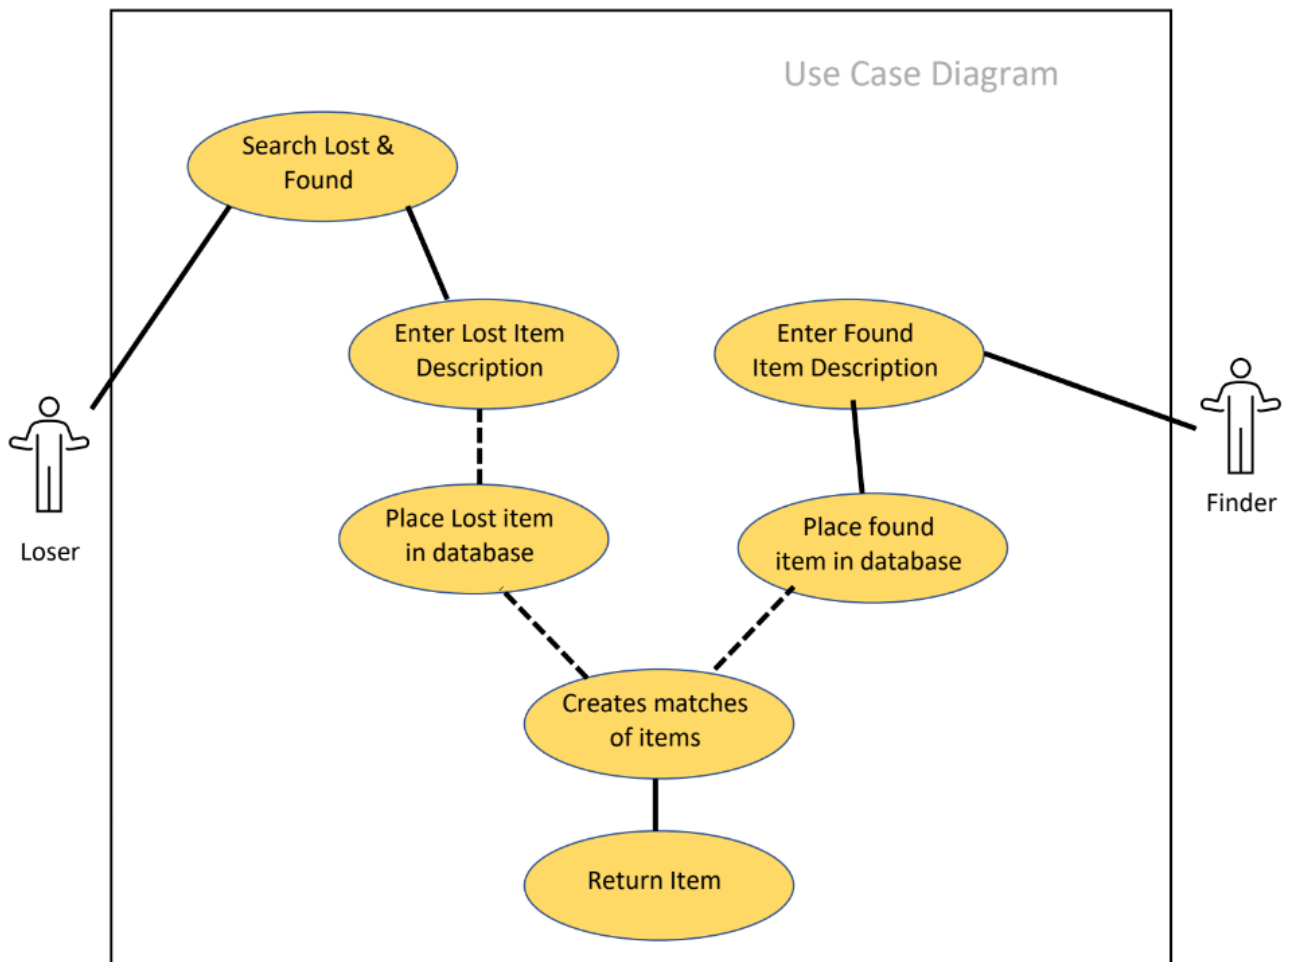 Use Case Diagram
Search Lost &
Found
Enter Lost Item
Description
Enter Found
Item Description
Place Lost item
in database
Place found
item in database
Loser
Finder
Creates matches
of items
Return Item